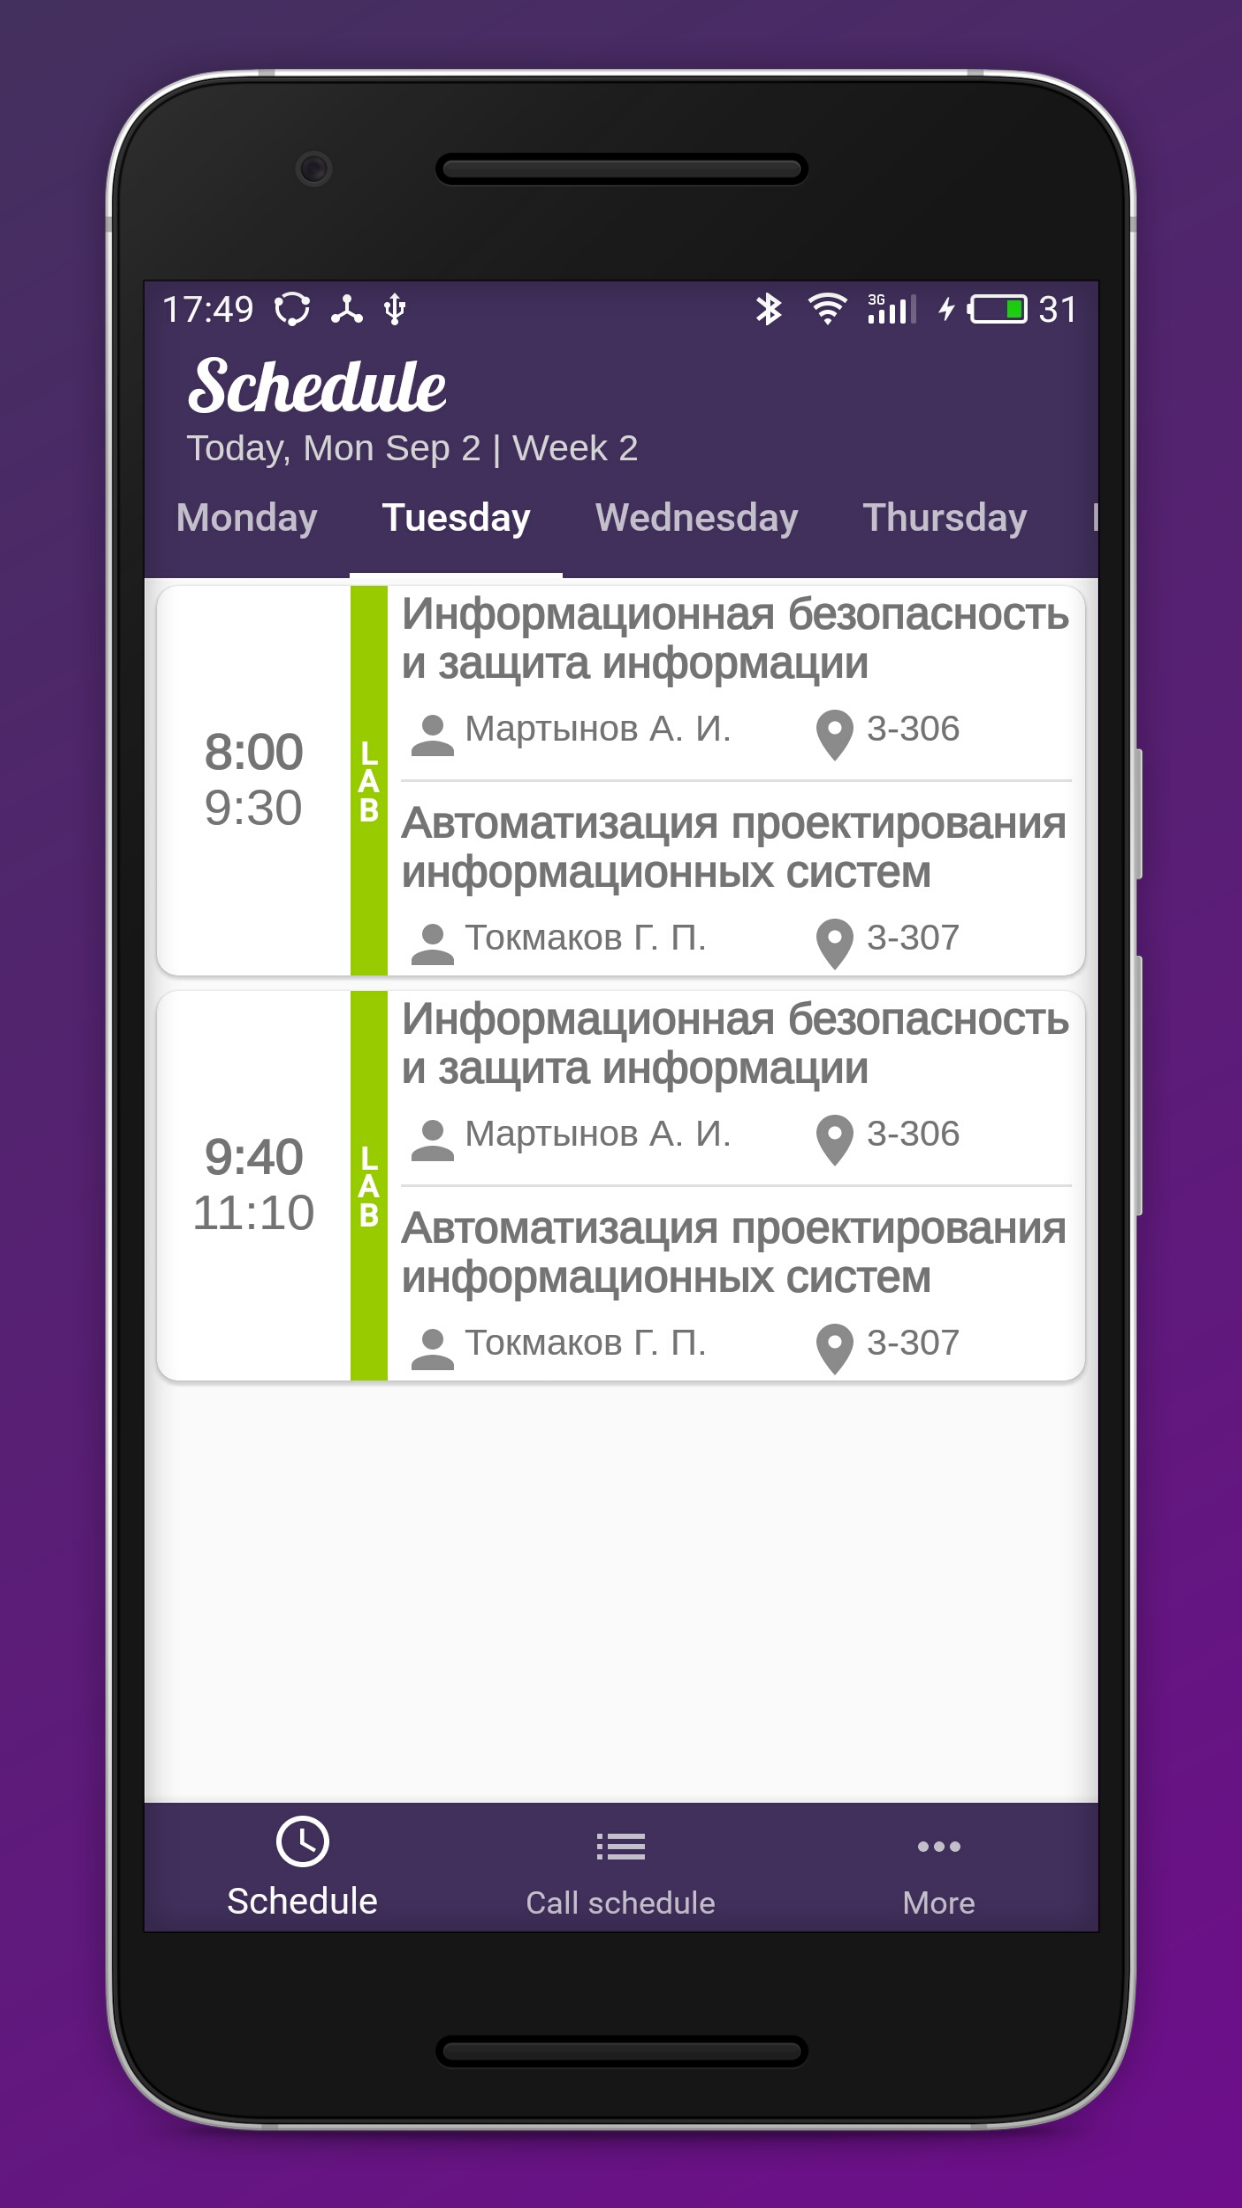 17:49 3G 31
Schedule
Today, Mon Sep 2 | Week 2
Monday Tuesday Wednesday Thursday
8:00
9:30
LAB
Информационная безопасность
и защита информации
Мартынов А. И. 3-306
Автоматизация проектирования
информационных систем
Токмаков Г. П. 3-307
9:40
11:10
LAB
Информационная безопасность
и защита информации
Мартынов А. И. 3-306
Автоматизация проектирования
информационных систем
Токмаков Г. П. 3-307
Schedule Call schedule More